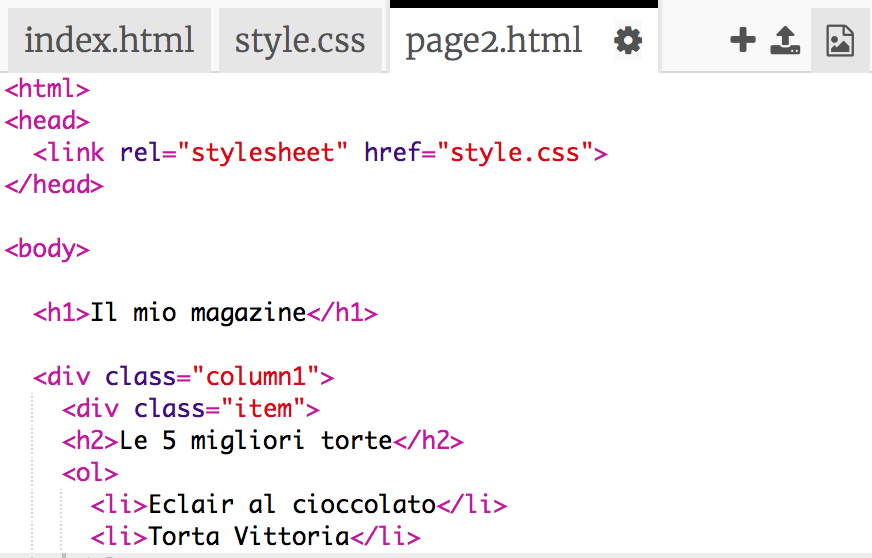 index.html style.css page2.html
<html>
<head>
  <link rel="stylesheet" href="style.css">
</head>
<body>
  <h1>Il mio magazine</h1>
  <div class="column1">
    <div class="item">
    <h2>Le 5 migliori torte</h2>
    <ol>
      <li>Eclair al cioccolato</li>
      <li>Torta Vittoria</li>